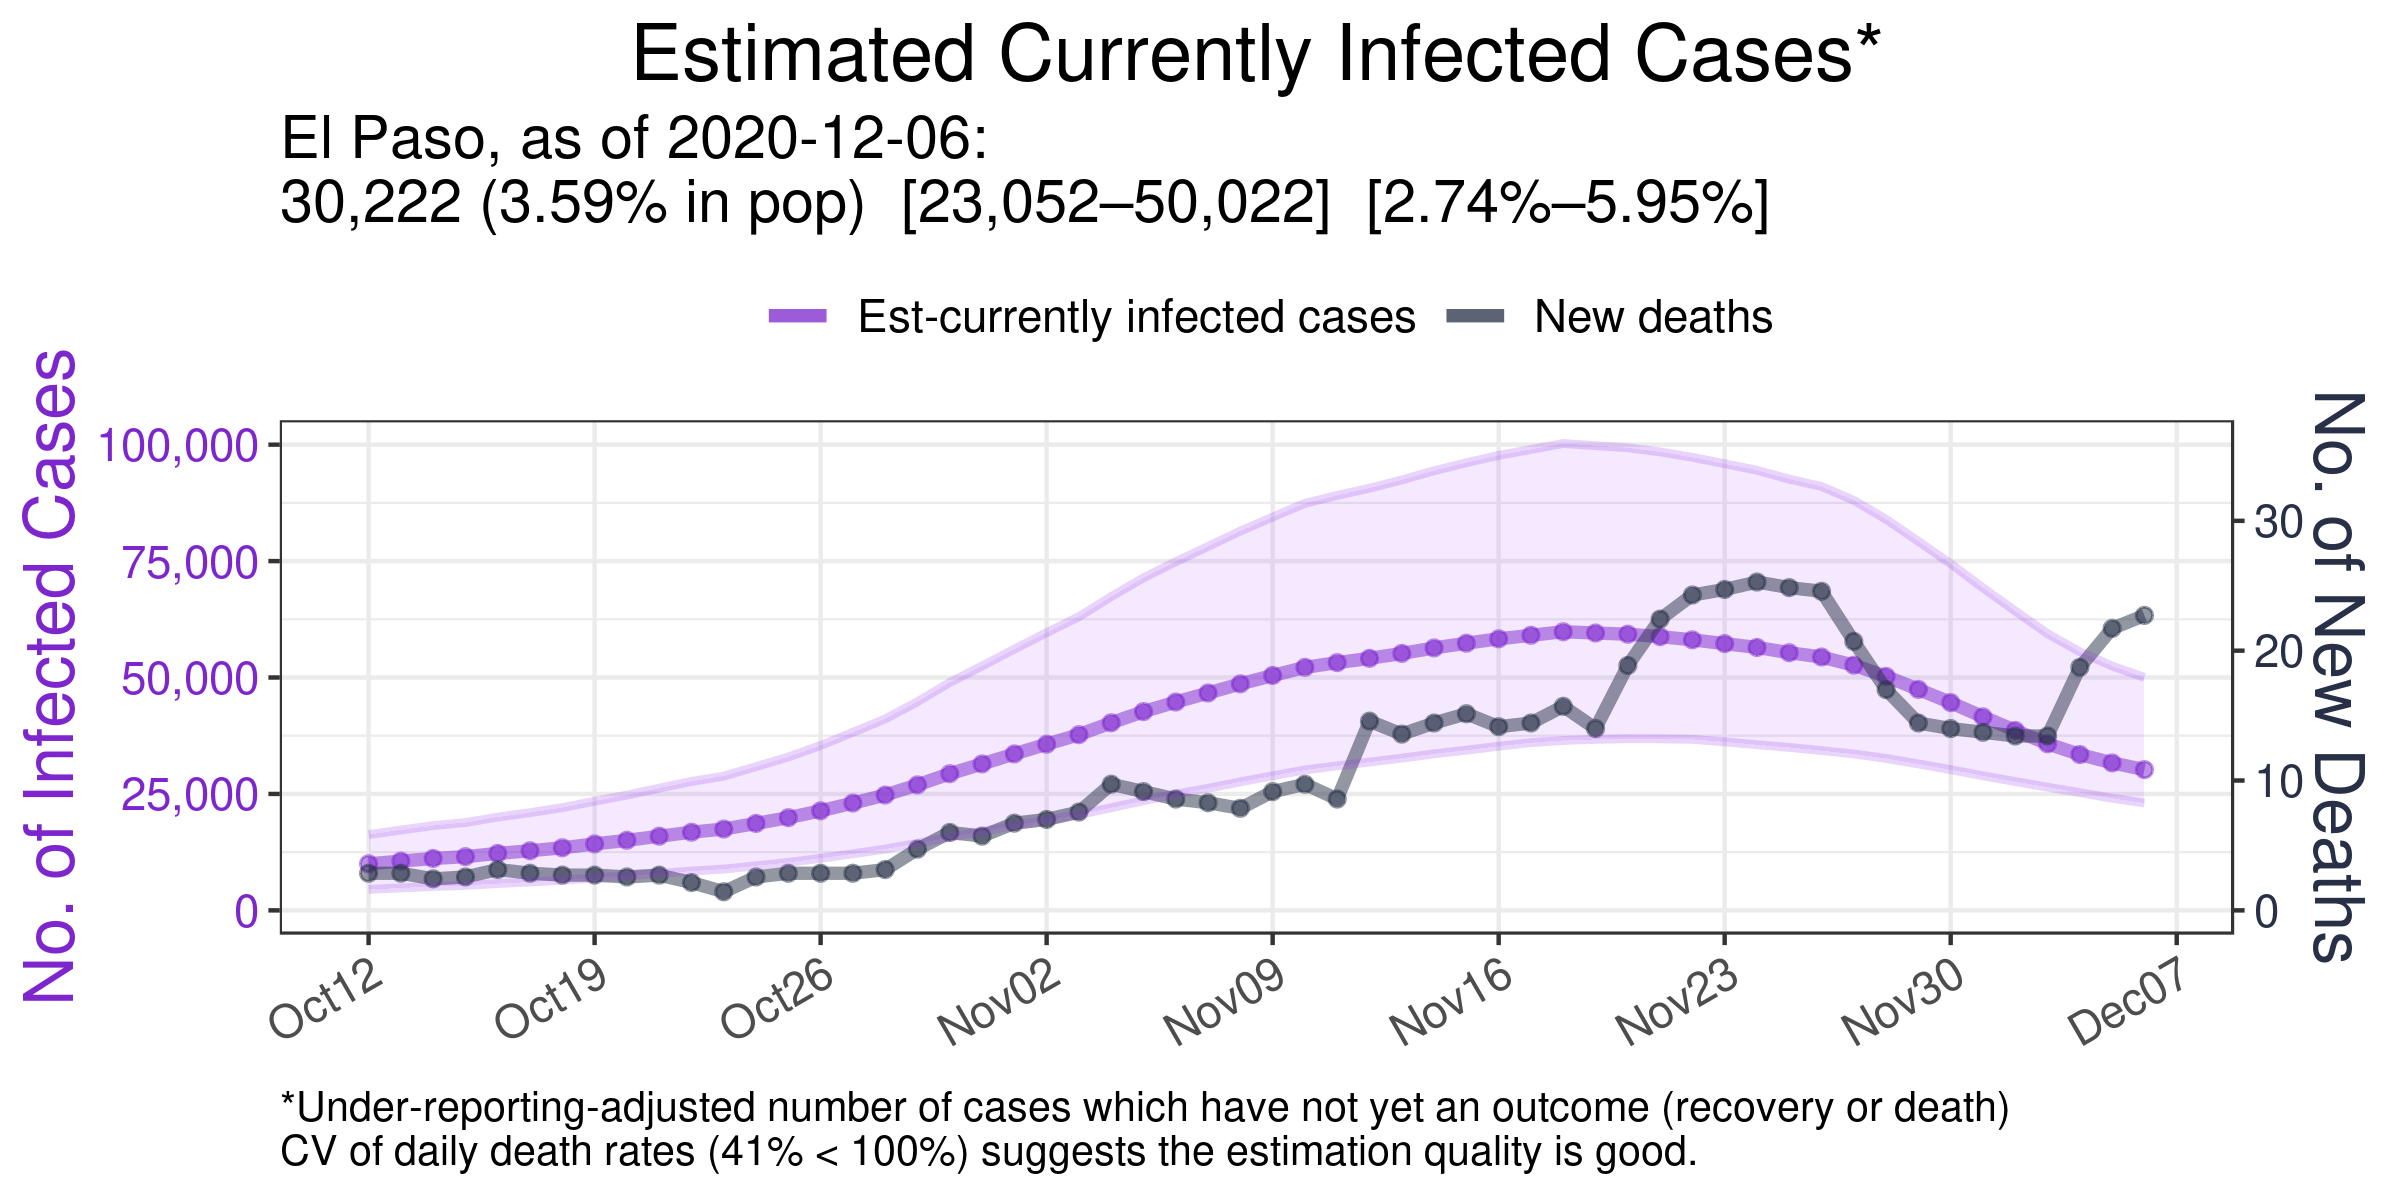 Estimated Currently Infected Cases*
El Paso, as of 2020-12-06:
30,222 (3.59% in pop)  [23,052–50,022]  [2.74%–5.95%]
Est-currently infected cases
New deaths
No. of Infected Cases
100,000
75,000
50,000
25,000
0
No. of New Deaths
30
20
10
0
Oct12
Oct19
Oct26
Nov02
Nov09
Nov16
Nov23
Nov30
Dec07
*Under-reporting-adjusted number of cases which have not yet an outcome (recovery or death)
CV of daily death rates (41% < 100%) suggests the estimation quality is good.